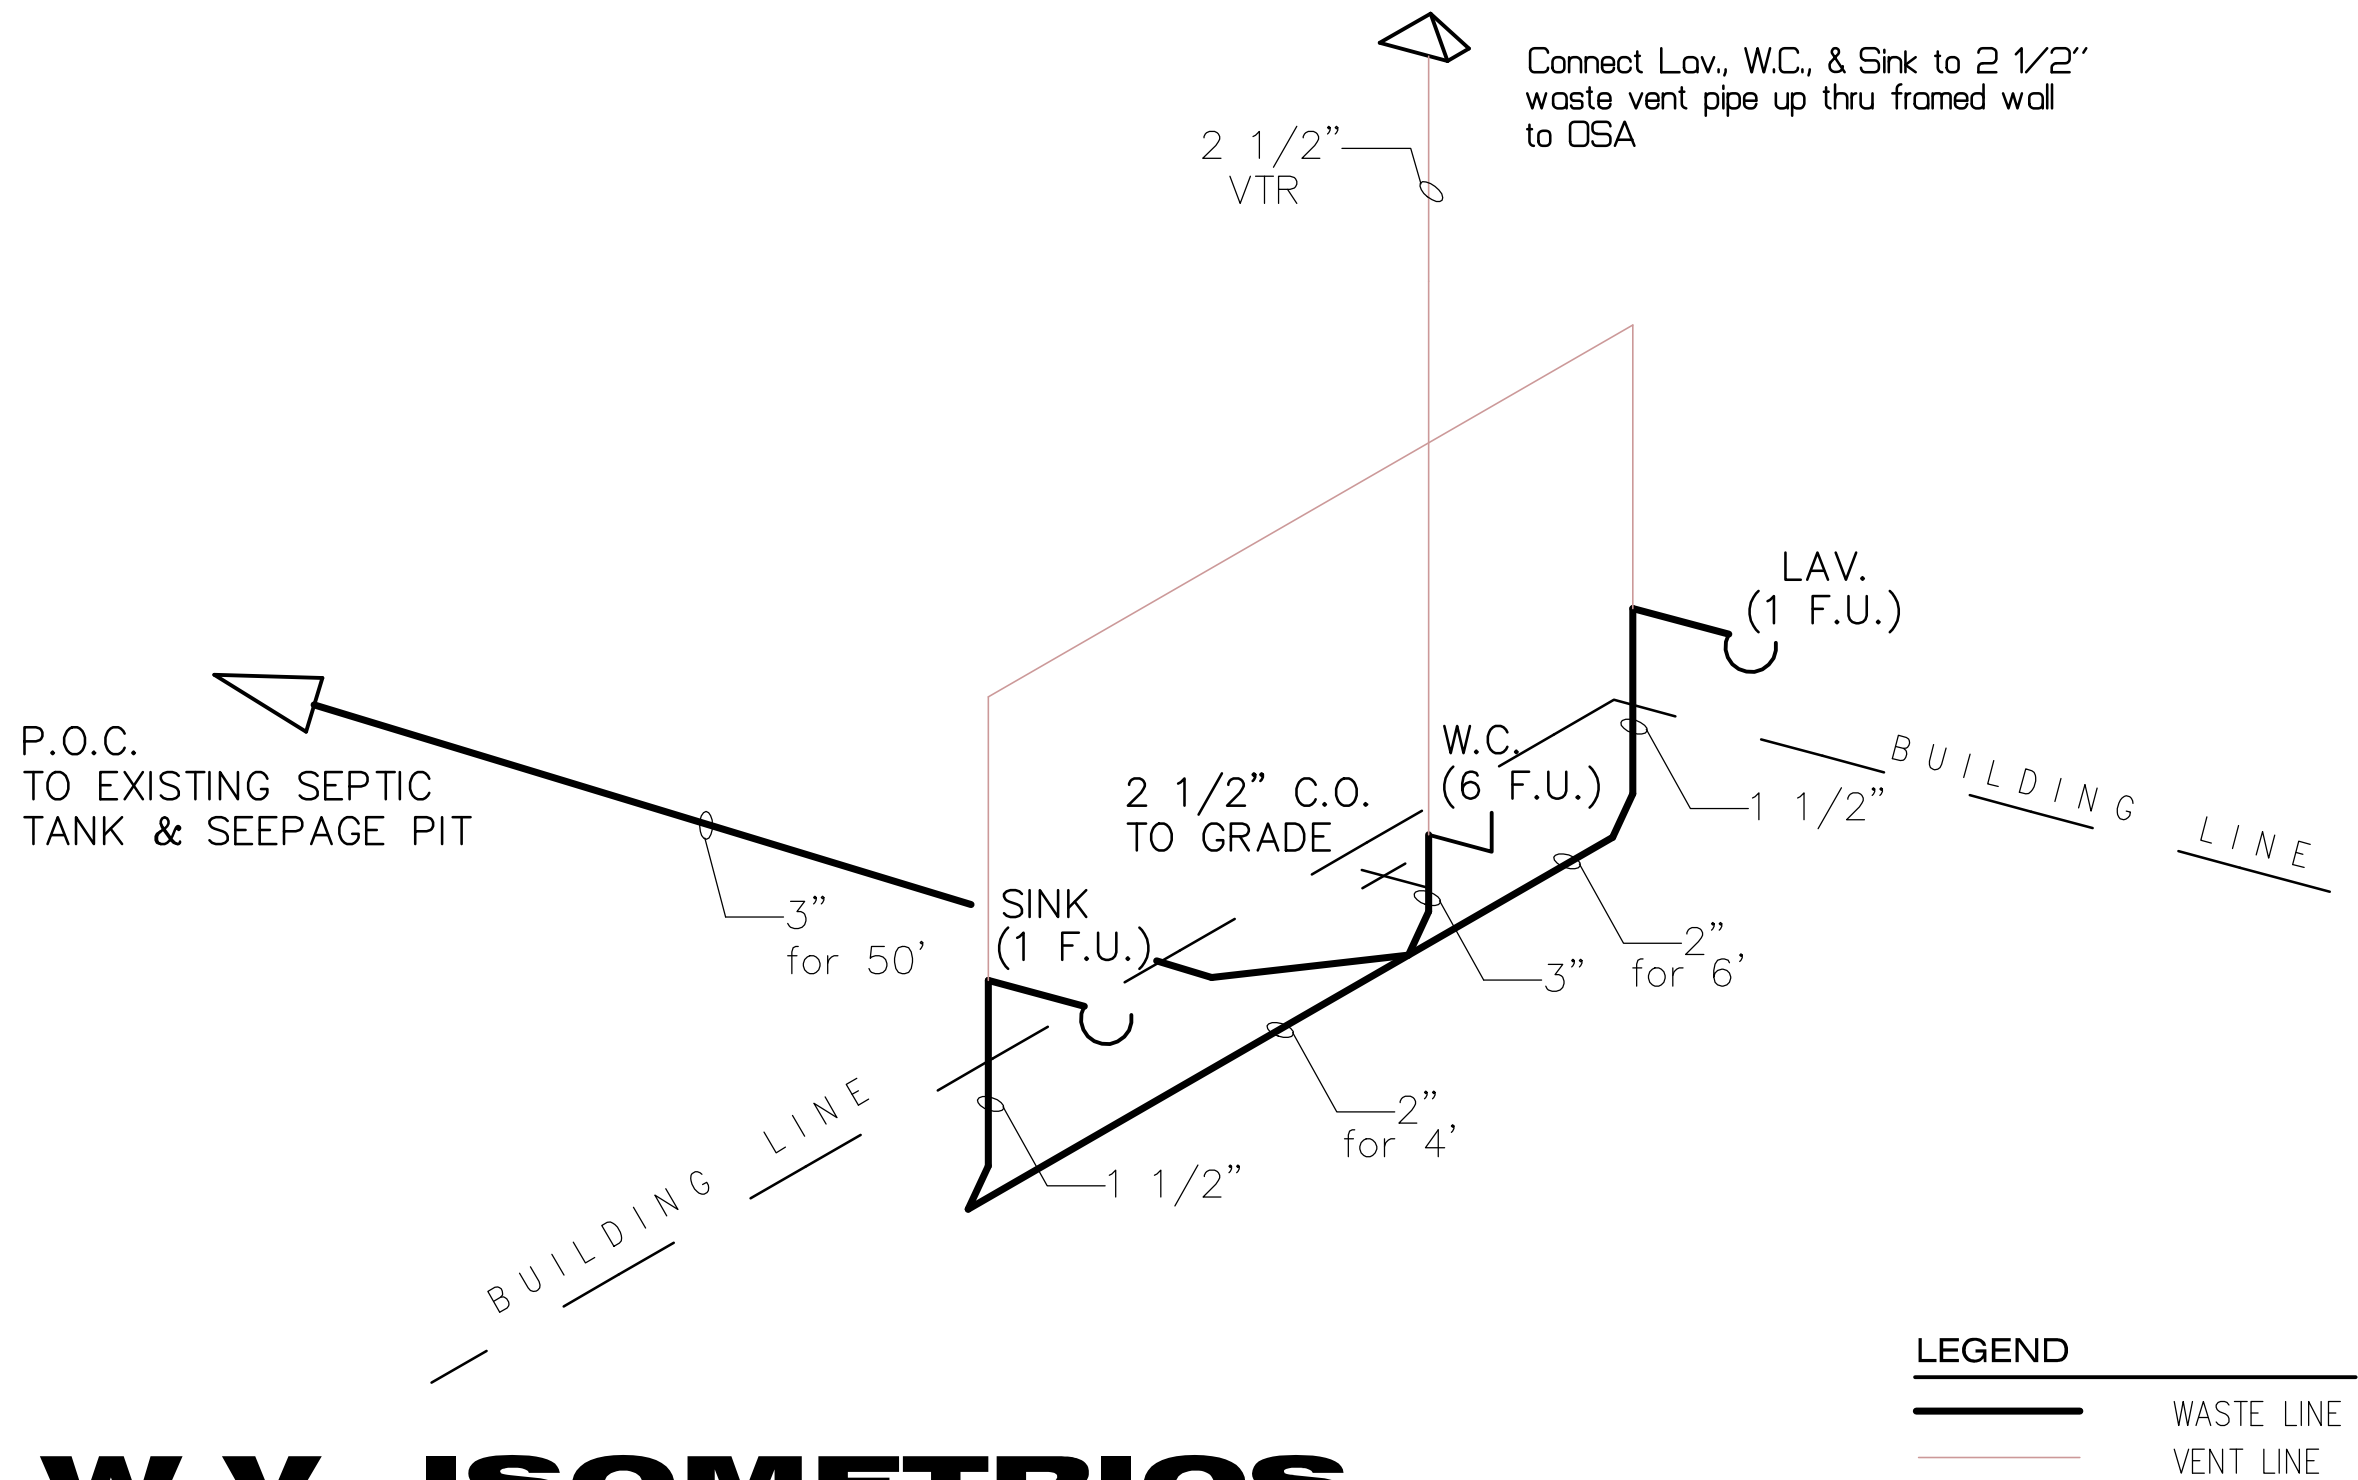 Connect Lav., W.C., & Sink to 2 1/2"
waste vent pipe up thru framed wall
to OSA
2 1/2"
VTR
LAV.
(1 F.U.)
W.C.
(6 F.U.)
BUILDING LINE
1 1/2"
2 1/2" C.O.
TO GRADE
P.O.C.
TO EXISTING SEPTIC
TANK & SEEPAGE PIT
3"
for 50'
SINK
(1 F.U.)
2"
for 6'
3"
2"
for 4'
1 1/2"
BUILDING LINE
LEGEND
WASTE LINE
VENT LINE
W.V. ISOMETRICS